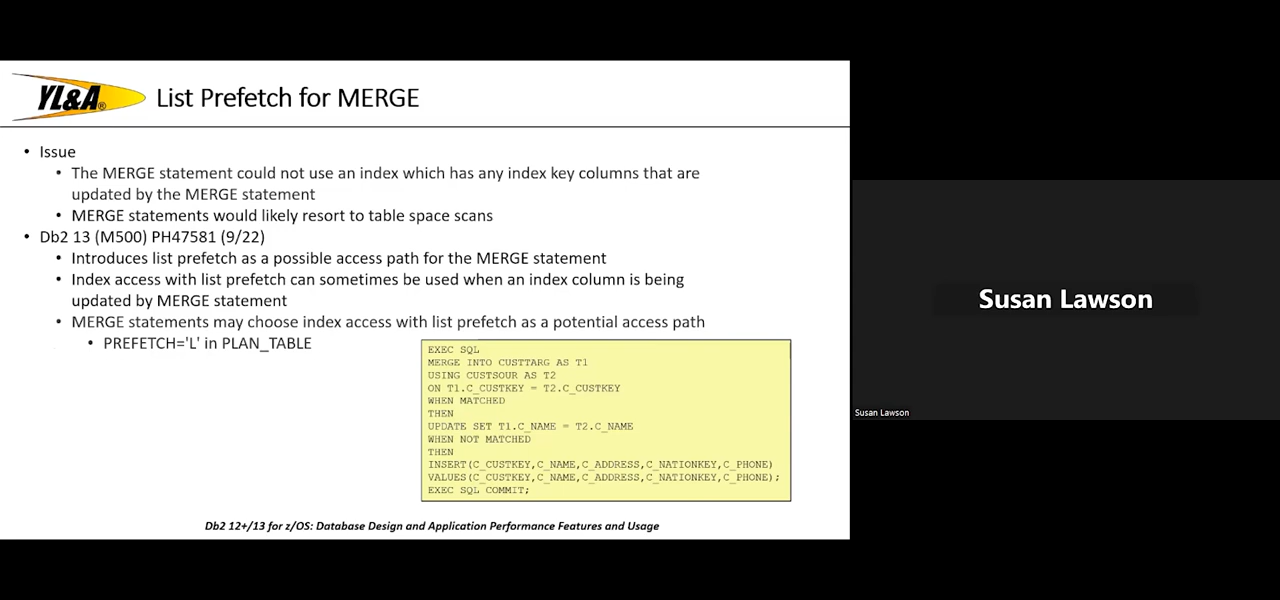 YL&A®
List Prefetch for MERGE
• Issue
• The MERGE statement could not use an index which has any index key columns that are
updated by the MERGE statement
• MERGE statements would likely resort to table space scans
• Db2 13 (M500) PH47581 (9/22)
• Introduces list prefetch as a possible access path for the MERGE statement
• Index access with list prefetch can sometimes be used when an index column is being
updated by MERGE statement
• MERGE statements may choose index access with list prefetch as a potential access path
• PREFETCH='L' in PLAN_TABLE
EXEC SQL
MERGE INTO CUSTTARG AS T1
USING CUSTSOUR AS T2
ON T1.C_CUSTKEY = T2.C_CUSTKEY
WHEN MATCHED
THEN
UPDATE SET T1.C_NAME = T2.C_NAME
WHEN NOT MATCHED
THEN
INSERT(C_CUSTKEY,C_NAME,C_ADDRESS,C_NATIONKEY,C_PHONE)
VALUES(C_CUSTKEY,C_NAME,C_ADDRESS,C_NATIONKEY,C_PHONE);
EXEC SQL COMMIT;
Db2 12+/13 for z/OS: Database Design and Application Performance Features and Usage
Susan Lawson
Susan Lawson